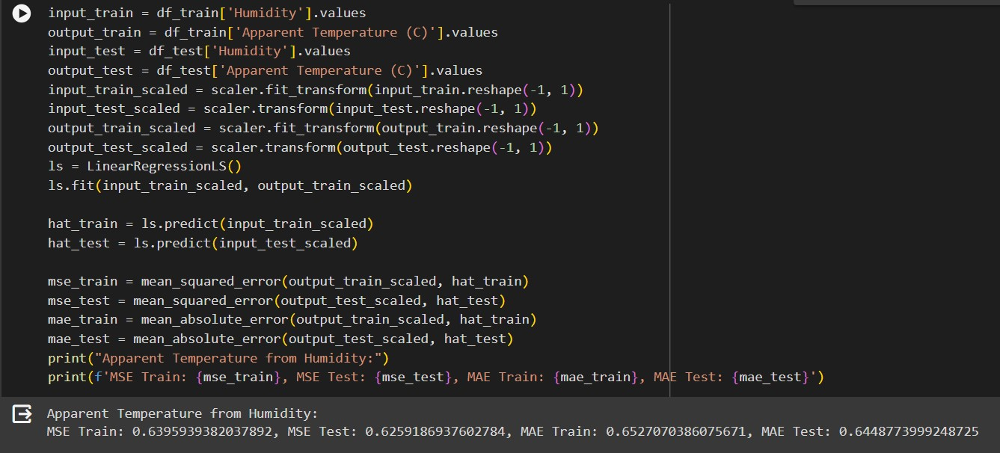 input_train = df_train['Humidity'].values
output_train = df_train['Apparent Temperature (C)'].values
input_test = df_test['Humidity'].values
output_test = df_test['Apparent Temperature (C)'].values
input_train_scaled = scaler.fit_transform(input_train.reshape(-1, 1))
input_test_scaled = scaler.transform(input_test.reshape(-1, 1))
output_train_scaled = scaler.fit_transform(output_train.reshape(-1, 1))
output_test_scaled = scaler.transform(output_test.reshape(-1, 1))
ls = LinearRegressionLS()
ls.fit(input_train_scaled, output_train_scaled)
hat_train = ls.predict(input_train_scaled)
hat_test = ls.predict(input_test_scaled)
mse_train = mean_squared_error(output_train_scaled, hat_train)
mse_test = mean_squared_error(output_test_scaled, hat_test)
mae_train = mean_absolute_error(output_train_scaled, hat_train)
mae_test = mean_absolute_error(output_test_scaled, hat_test)
print("Apparent Temperature from Humidity:")
print(f'MSE Train: {mse_train}, MSE Test: {mse_test}, MAE Train: {mae_train}, MAE Test: {mae_test}')
Apparent Temperature from Humidity:
MSE Train: 0.6395939382037892, MSE Test: 0.6259186937602784, MAE Train: 0.6527070386075671, MAE Test: 0.6448773999248725